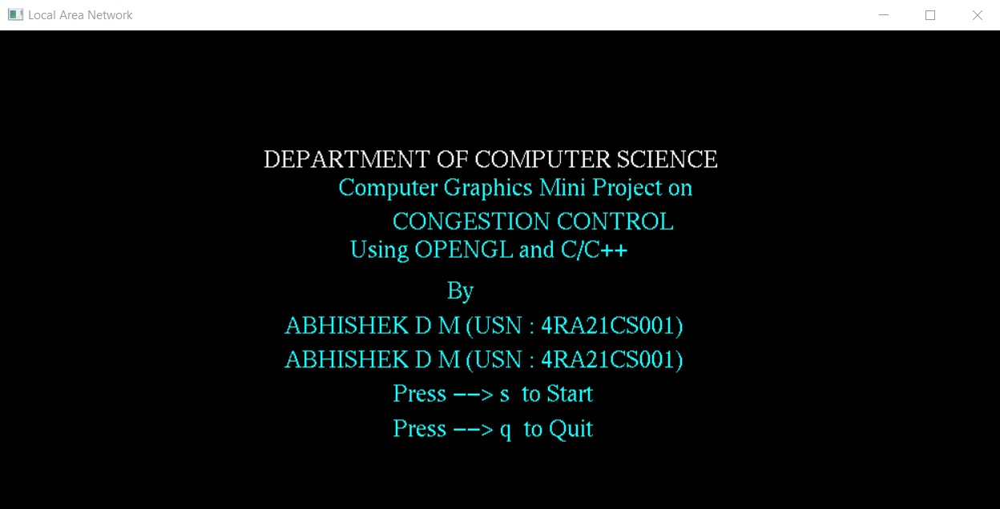 Local Area Network
DEPARTMENT OF COMPUTER SCIENCE
Computer Graphics Mini Project on
CONGESTION CONTROL
Using OPENGL and C/C++
By
ABHISHEK D M (USN : 4RA21CS001)
ABHISHEK D M (USN : 4RA21CS001)
Press --> s  to Start
Press --> q  to Quit